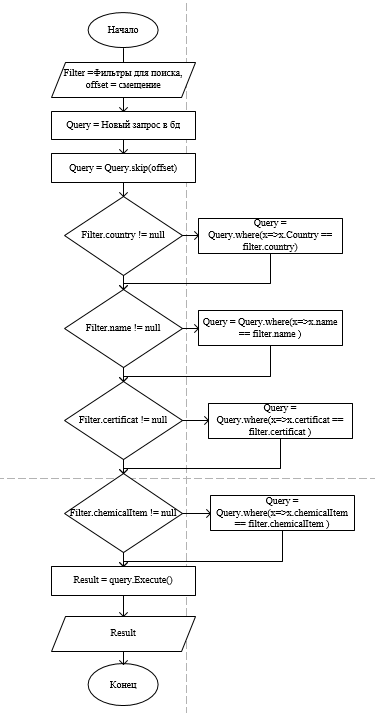 Начало
Filter =Фильтры для поиска,
offset = смещение
Query = Новый запрос в бд
Query = Query.skip(offset)
Filter.country != null
Query =
Query.where(x=>x.Country ==
filter.country)
Filter.name != null
Query = Query.where(x=>x.name
== filter.name )
Filter.certificat != null
Query =
Query.where(x=>x.certificat ==
filter.certificat )
Filter.chemicalItem != null
Query =
Query.where(x=>x.chemicalItem
== filter.chemicalItem )
Result = query.Execute()
Result
Конец